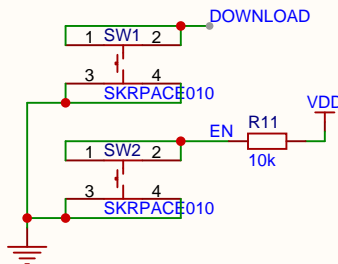 DOWNLOAD
1 SW1 2
3 4
SKRPACE010
VDD
EN R11
1 SW2 2
10k
3 4
SKRPACE010